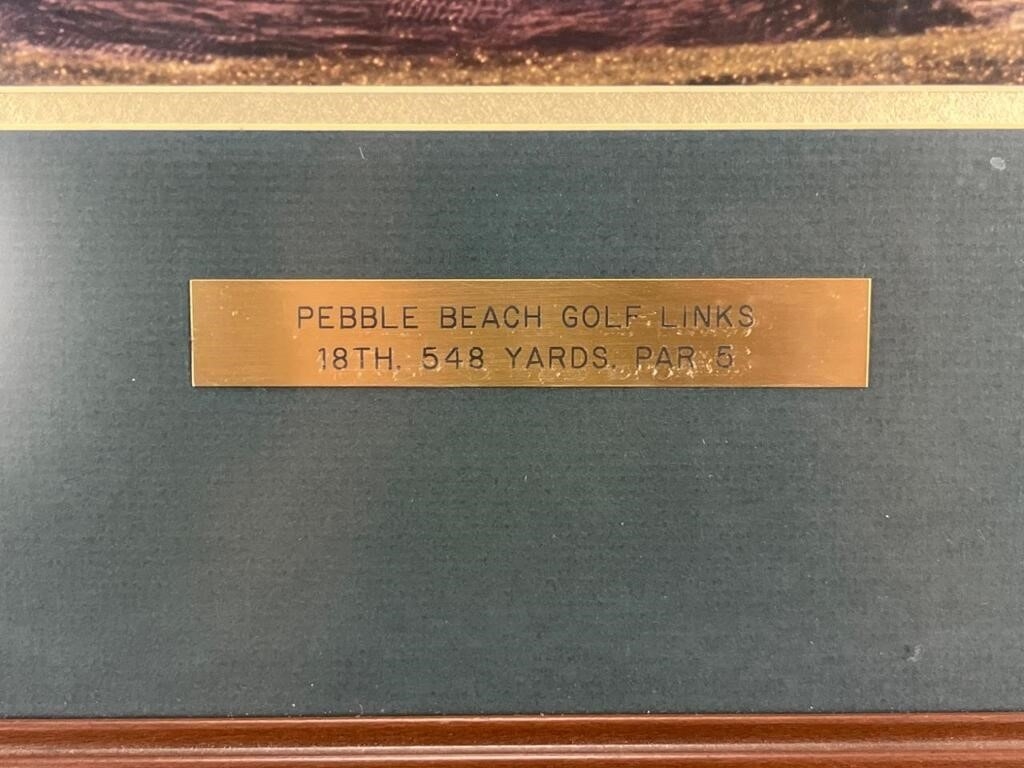 PEBBLE BEACH GOLF LINKS
18TH, 548 YARDS, PAR 5